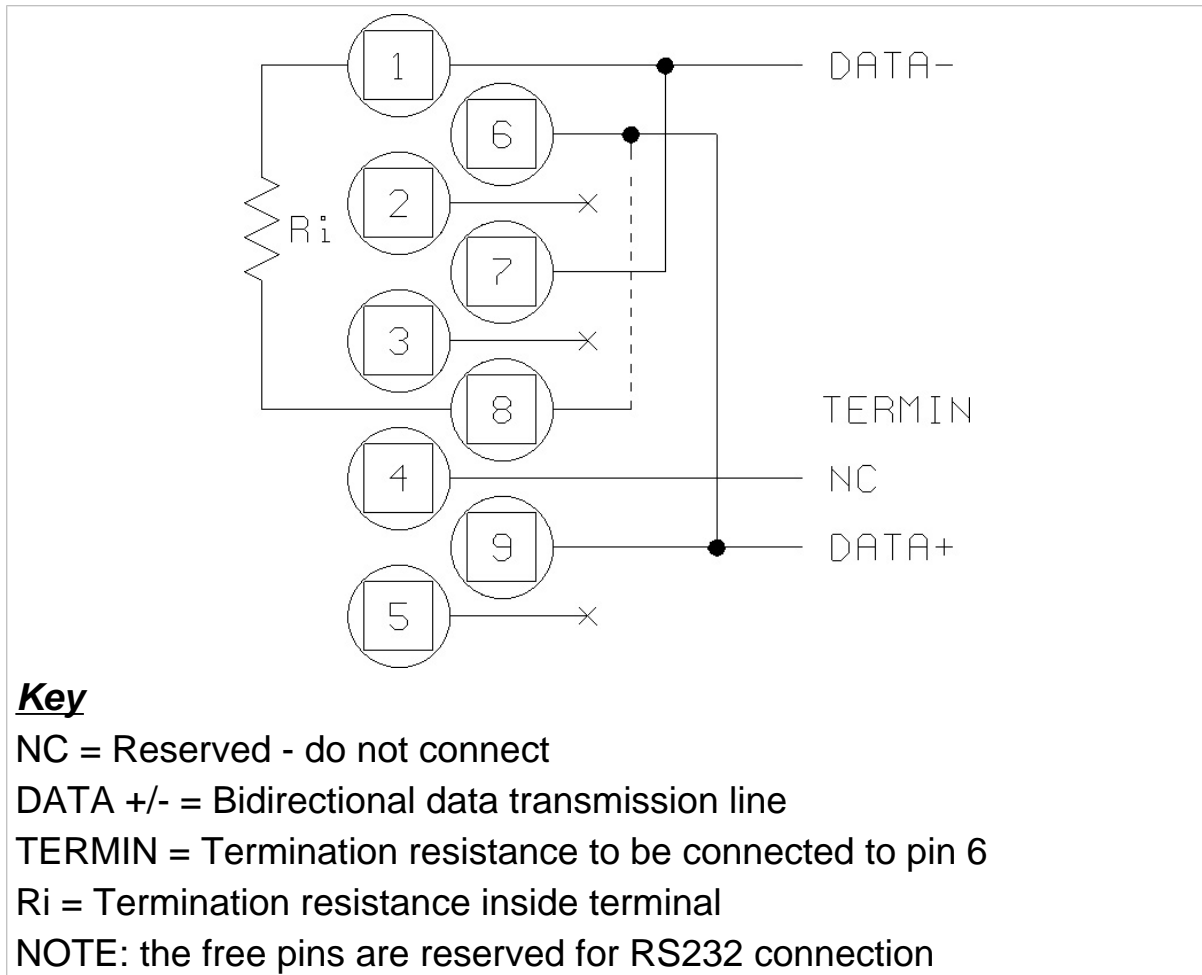 1
DATA-
6
2
Ri
7
3
8
TERMIN
4
NC
9
DATA+
5
Key
NC = Reserved - do not connect
DATA +/- = Bidirectional data transmission line
TERMIN = Termination resistance to be connected to pin 6
Ri = Termination resistance inside terminal
NOTE: the free pins are reserved for RS232 connection